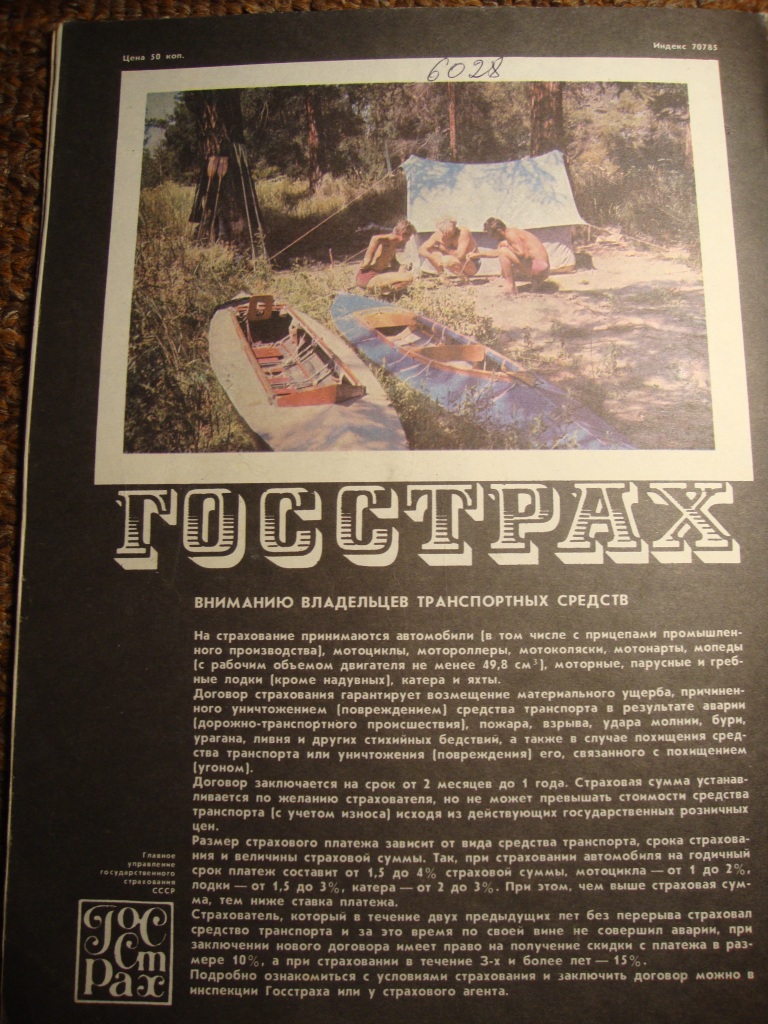 Цена 50 коп.
Индекс 70785
6028
ГОССТРАХ
ВНИМАНИЮ ВЛАДЕЛЬЦЕВ ТРАНСПОРТНЫХ СРЕДСТВ
На страхование принимаются автомобили (в том числе с прицепами промышлен-
ного производства), мотоциклы, мотороллеры, мотоколяски, мотонарты, мопеды
(с рабочим объемом двигателя не менее 49,8 см³), моторные, парусные и греб-
ные лодки (кроме надувных), катера и яхты.
Договор страхования гарантирует возмещение материального ущерба, причинен-
ного уничтожением (повреждением) средства транспорта в результате аварии
(дорожно-транспортного происшествия), пожара, взрыва, удара молнии, бури,
урагана, ливня и других стихийных бедствий, а также в случае похищения сред-
ства транспорта или уничтожения (повреждения) его, связанного с похищением
(угоном).
Договор заключается на срок от 2 месяцев до 1 года. Страховая сумма устанав-
ливается по желанию страхователя, но не может превышать стоимости средства
транспорта (с учетом износа) исходя из действующих государственных розничных
цен.
Размер страхового платежа зависит от вида средства транспорта, срока страхова-
ния и величины страховой суммы. Так, при страховании автомобиля на годичный
срок платеж составит от 1,5 до 4% страховой суммы, мотоцикла — от 1 до 2%,
лодки — от 1,5 до 3%, катера — от 2 до 3%. При этом, чем выше страховая сум-
ма, тем ниже ставка платежа.
Страхователь, который в течение двух предыдущих лет без перерыва страховал
средство транспорта и за это время по своей вине не совершил аварии, при
заключении нового договора имеет право на получение скидки с платежа в раз-
мере 10%, а при страховании в течение 3-х и более лет — 15%.
Подробно ознакомиться с условиями страхования и заключить договор можно в
инспекции Госстраха или у страхового агента.
Главное
управление
государственного
страхования
СССР
Гос
Ст
рах